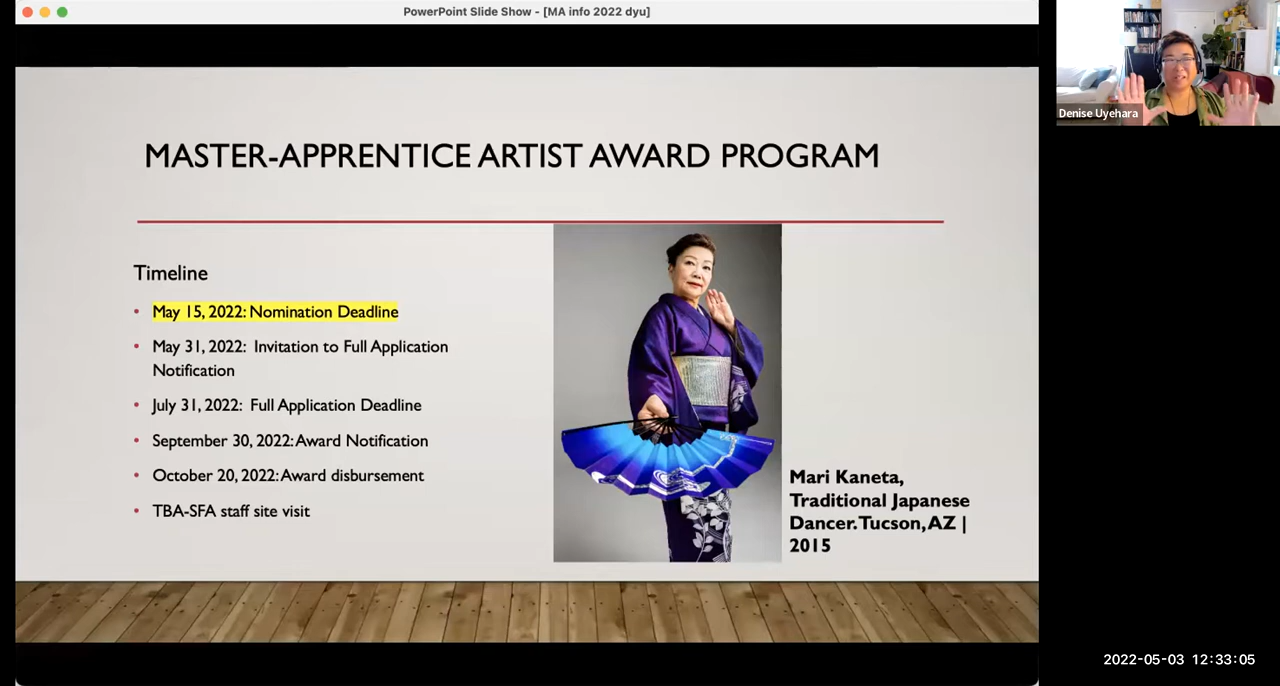 PowerPoint Slide Show - [MA info 2022 dyu]
Denise Uyehara
MASTER-APPRENTICE ARTIST AWARD PROGRAM
Timeline
• May 15, 2022: Nomination Deadline
• May 31, 2022: Invitation to Full Application
Notification
• July 31, 2022: Full Application Deadline
• September 30, 2022: Award Notification
• October 20, 2022: Award disbursement
• TBA-SFA staff site visit
Mari Kaneta,
Traditional Japanese
Dancer. Tucson, AZ |
2015
2022-05-03 12:33:05